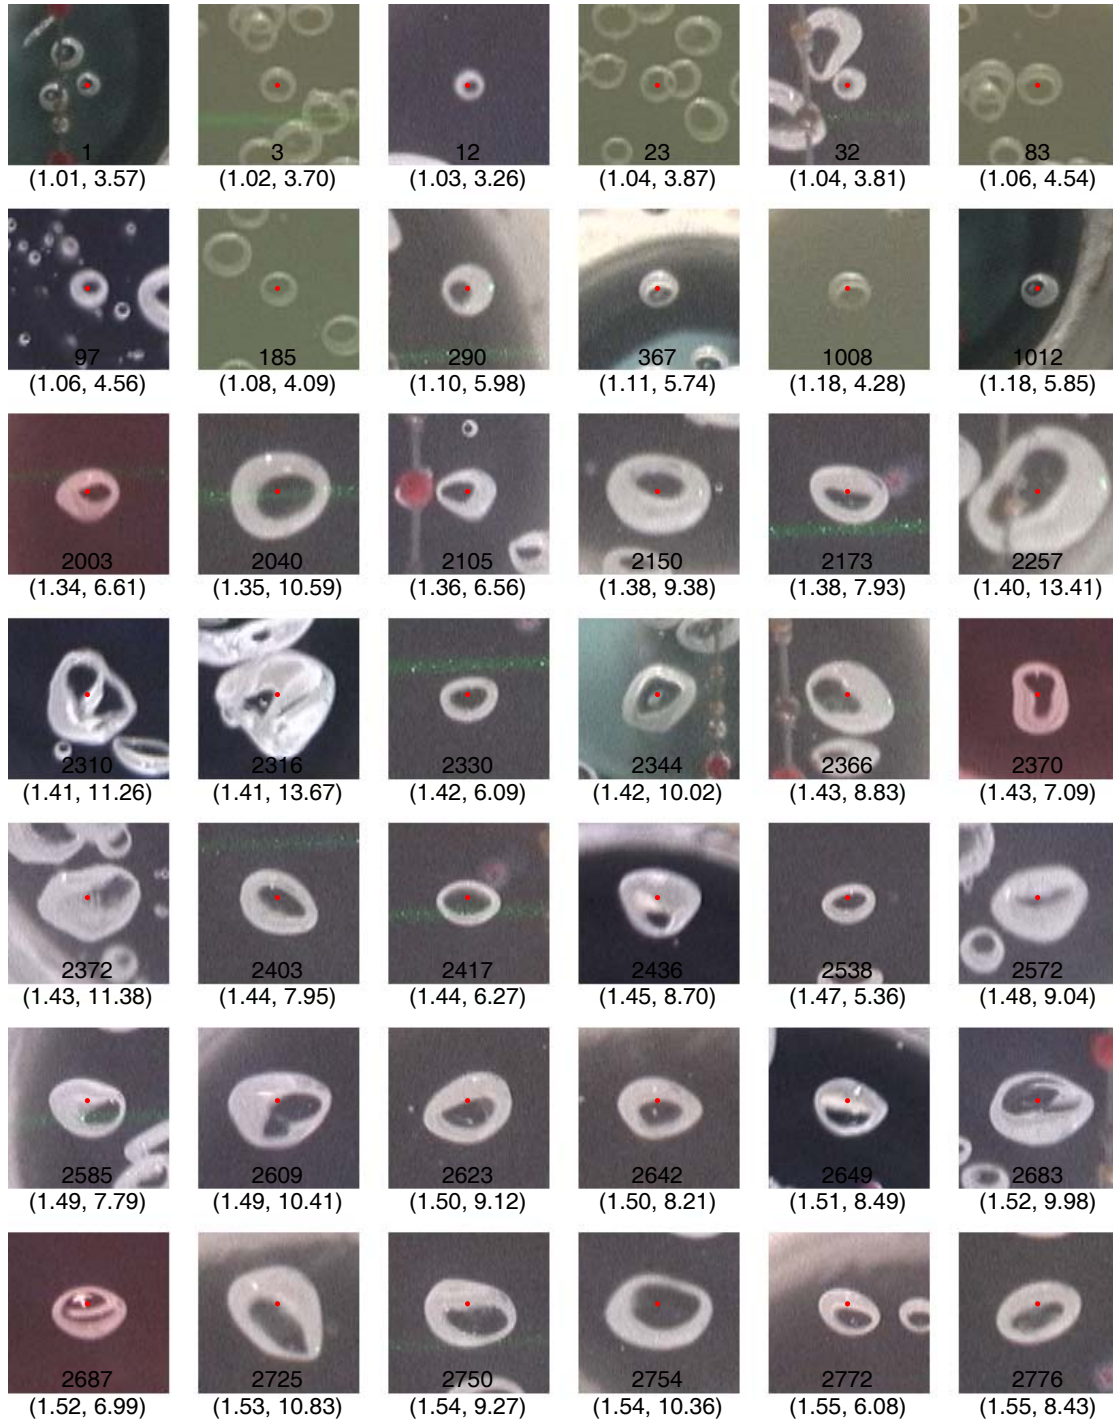 1 3 12 23 32 83
(1.01, 3.57) (1.02, 3.70) (1.03, 3.26) (1.04, 3.87) (1.04, 3.81) (1.06, 4.54)
97 185 290 367 1008 1012
(1.06, 4.56) (1.08, 4.09) (1.10, 5.98) (1.11, 5.74) (1.18, 4.28) (1.18, 5.85)
2003 2040 2105 2150 2173 2257
(1.34, 6.61) (1.35, 10.59) (1.36, 6.56) (1.38, 9.38) (1.38, 7.93) (1.40, 13.41)
2310 2316 2330 2344 2366 2370
(1.41, 11.26) (1.41, 13.67) (1.42, 6.09) (1.42, 10.02) (1.43, 8.83) (1.43, 7.09)
2372 2403 2417 2436 2538 2572
(1.43, 11.38) (1.44, 7.95) (1.44, 6.27) (1.45, 8.70) (1.47, 5.36) (1.48, 9.04)
2585 2609 2623 2642 2649 2683
(1.49, 7.79) (1.49, 10.41) (1.50, 9.12) (1.50, 8.21) (1.51, 8.49) (1.52, 9.98)
2687 2725 2750 2754 2772 2776
(1.52, 6.99) (1.53, 10.83) (1.54, 9.27) (1.54, 10.36) (1.55, 6.08) (1.55, 8.43)